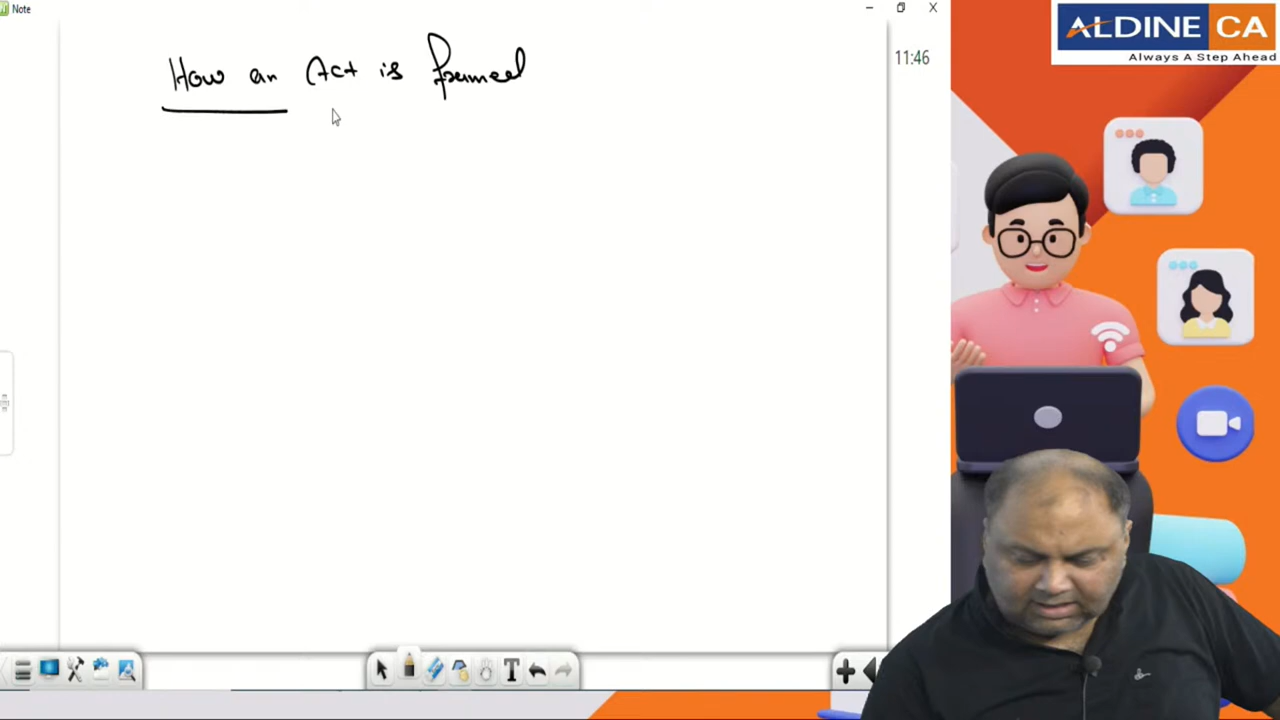 Note
ALDINE CA
Always A Step Ahead
11:46
How an Act is framed
T